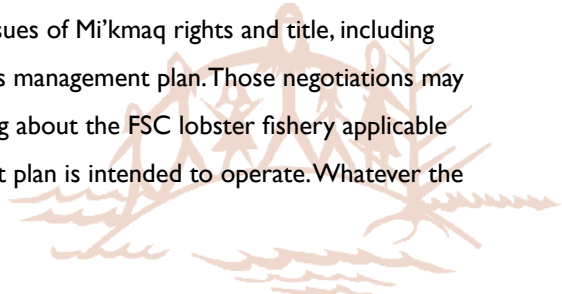 sues of Mi’kmaq rights and title, including
s management plan. Those negotiations may
g about the FSC lobster fishery applicable
t plan is intended to operate. Whatever the